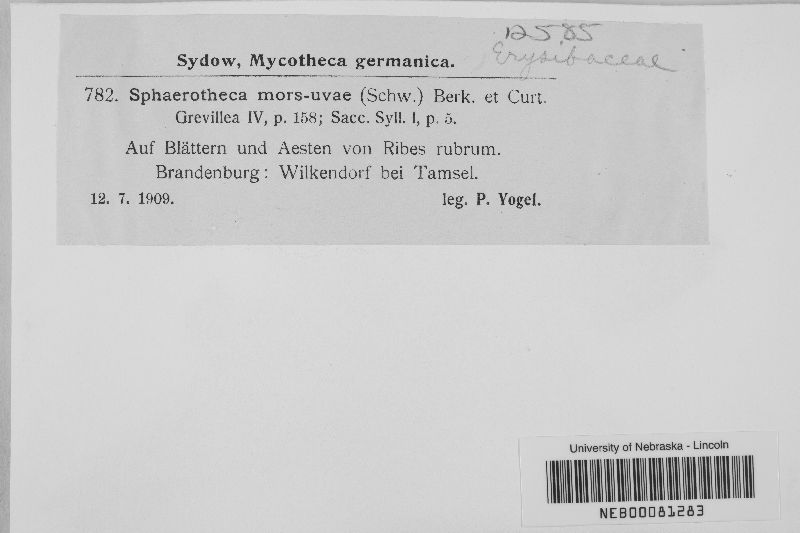 12585
Erysibaceae
Sydow, Mycotheca germanica.
782. Sphaerotheca mors-uvae (Schw.) Berk. et Curt.
Grevillea IV, p. 158; Sacc. Syll. I, p. 5.
Auf Blättern und Aesten von Ribes rubrum.
Brandenburg: Wilkendorf bei Tamsel.
12. 7. 1909. leg. P. Vogel.
University of Nebraska - Lincoln
NEB00081283